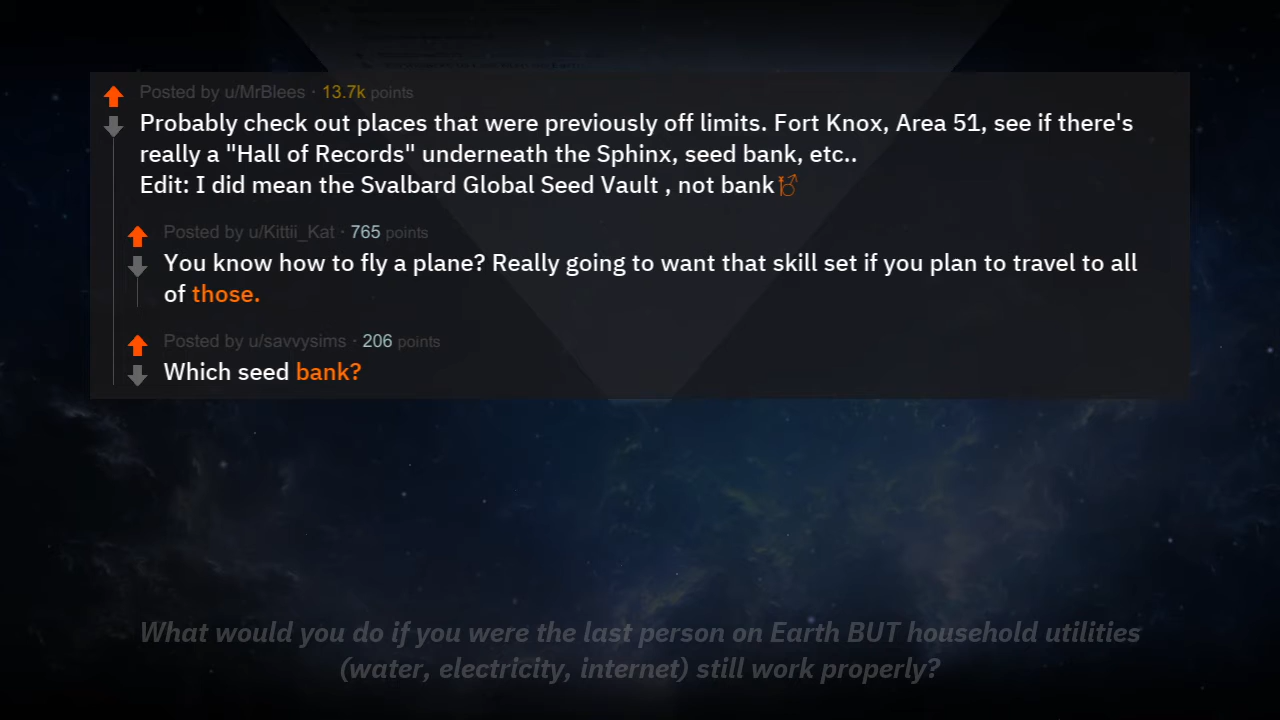 Posted by u/MrBlees · 13.7k points
Probably check out places that were previously off limits. Fort Knox, Area 51, see if there's
really a "Hall of Records" underneath the Sphinx, seed bank, etc..
Edit: I did mean the Svalbard Global Seed Vault , not bank
Posted by u/Kittii_Kat · 765 points
You know how to fly a plane? Really going to want that skill set if you plan to travel to all
of those.
Posted by u/savvysims · 206 points
Which seed bank?
What would you do if you were the last person on Earth BUT household utilities
(water, electricity, internet) still work properly?